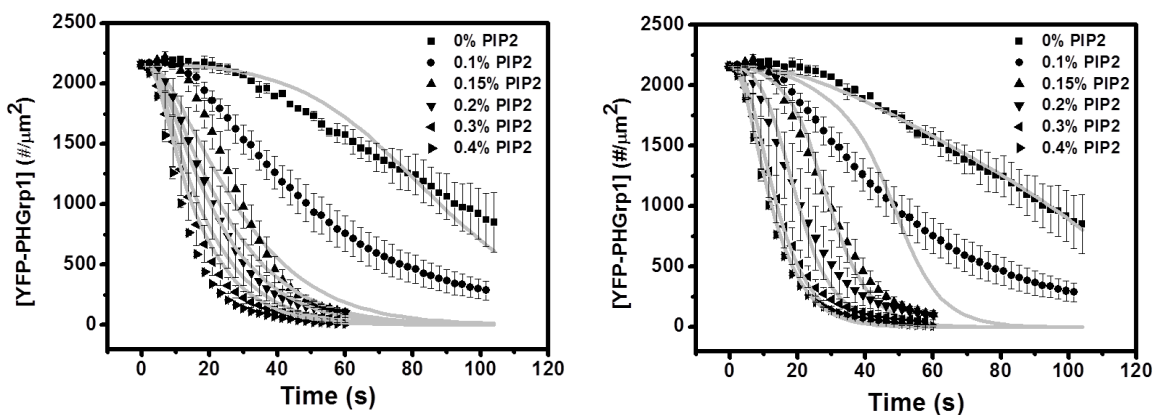 2500
2000
1500
1000
500
0
[YFP-PHGrp1] (#/μm²)
0% PIP2
0.1% PIP2
0.15% PIP2
0.2% PIP2
0.3% PIP2
0.4% PIP2
0 20 40 60 80 100 120
Time (s)
2500
2000
1500
1000
500
0
[YFP-PHGrp1] (#/μm²)
0% PIP2
0.1% PIP2
0.15% PIP2
0.2% PIP2
0.3% PIP2
0.4% PIP2
0 20 40 60 80 100 120
Time (s)